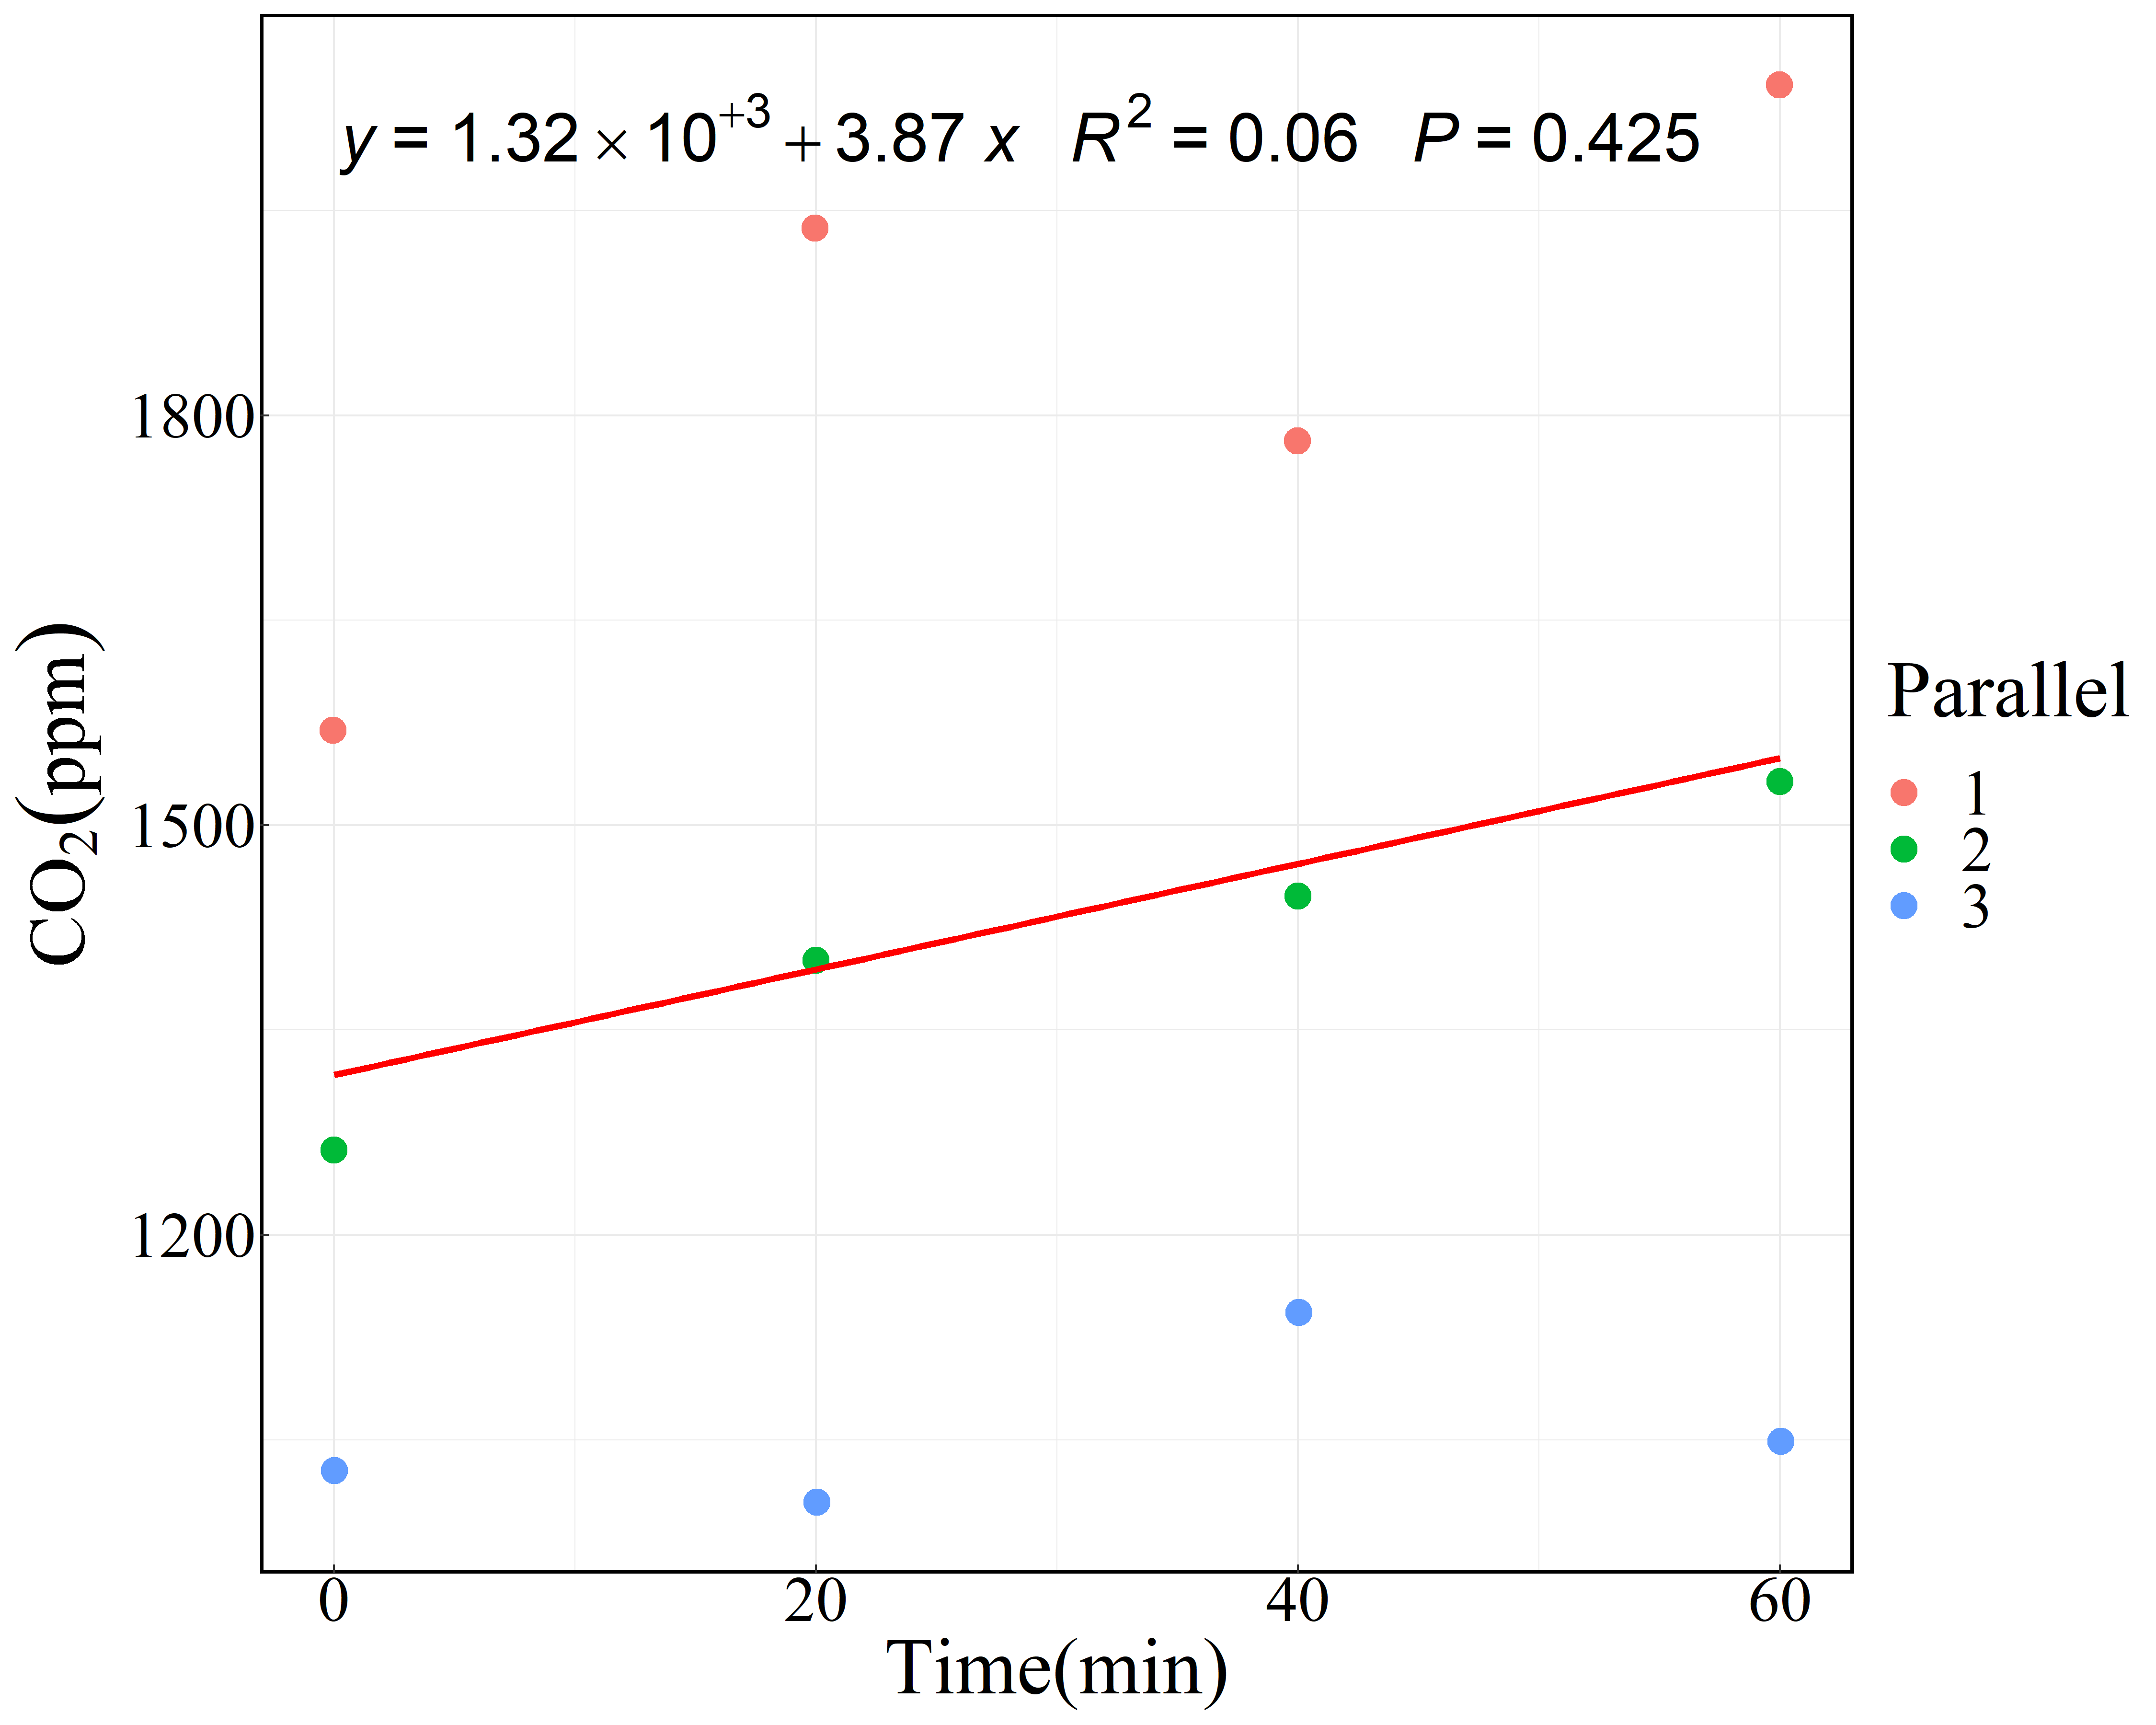 y = 1.32 × 10⁺³ + 3.87 x R² = 0.06 P = 0.425
1800
1500
1200
CO₂(ppm)
0 20 40 60
Time(min)
Parallel
1
2
3